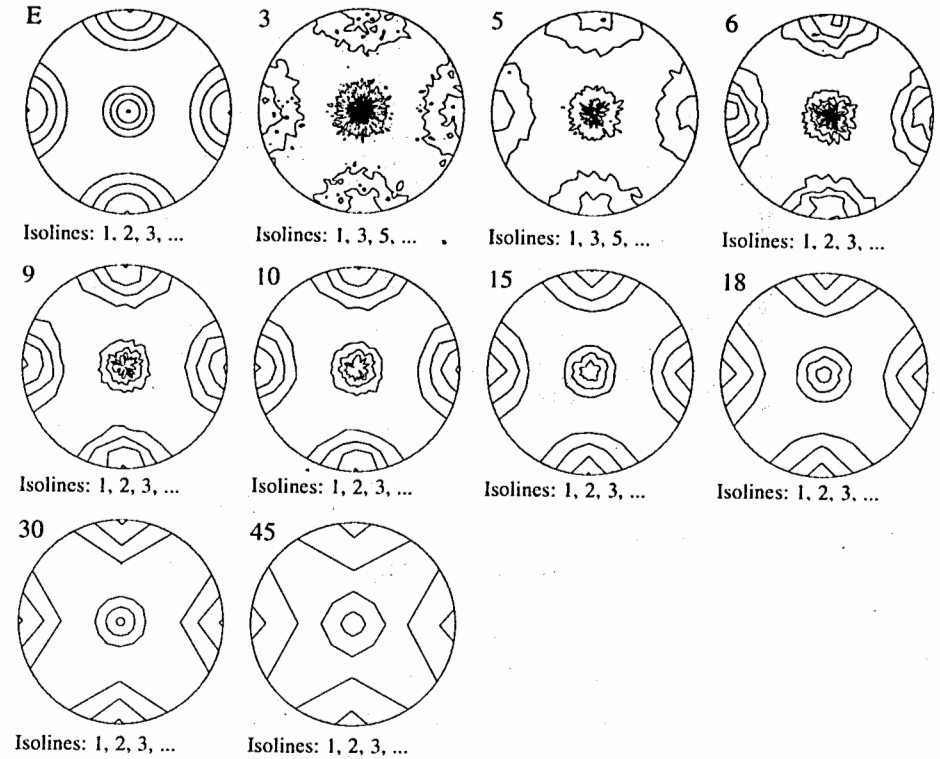 E 3 5 6
Isolines: 1, 2, 3, ... Isolines: 1, 3, 5, ... Isolines: 1, 3, 5, ... Isolines: 1, 2, 3, ...
9 10 15 18
Isolines: 1, 2, 3, ... Isolines: 1, 2, 3, ... Isolines: 1, 2, 3, ... Isolines: 1, 2, 3, ...
30 45
Isolines: 1, 2, 3, ... Isolines: 1, 2, 3, ...